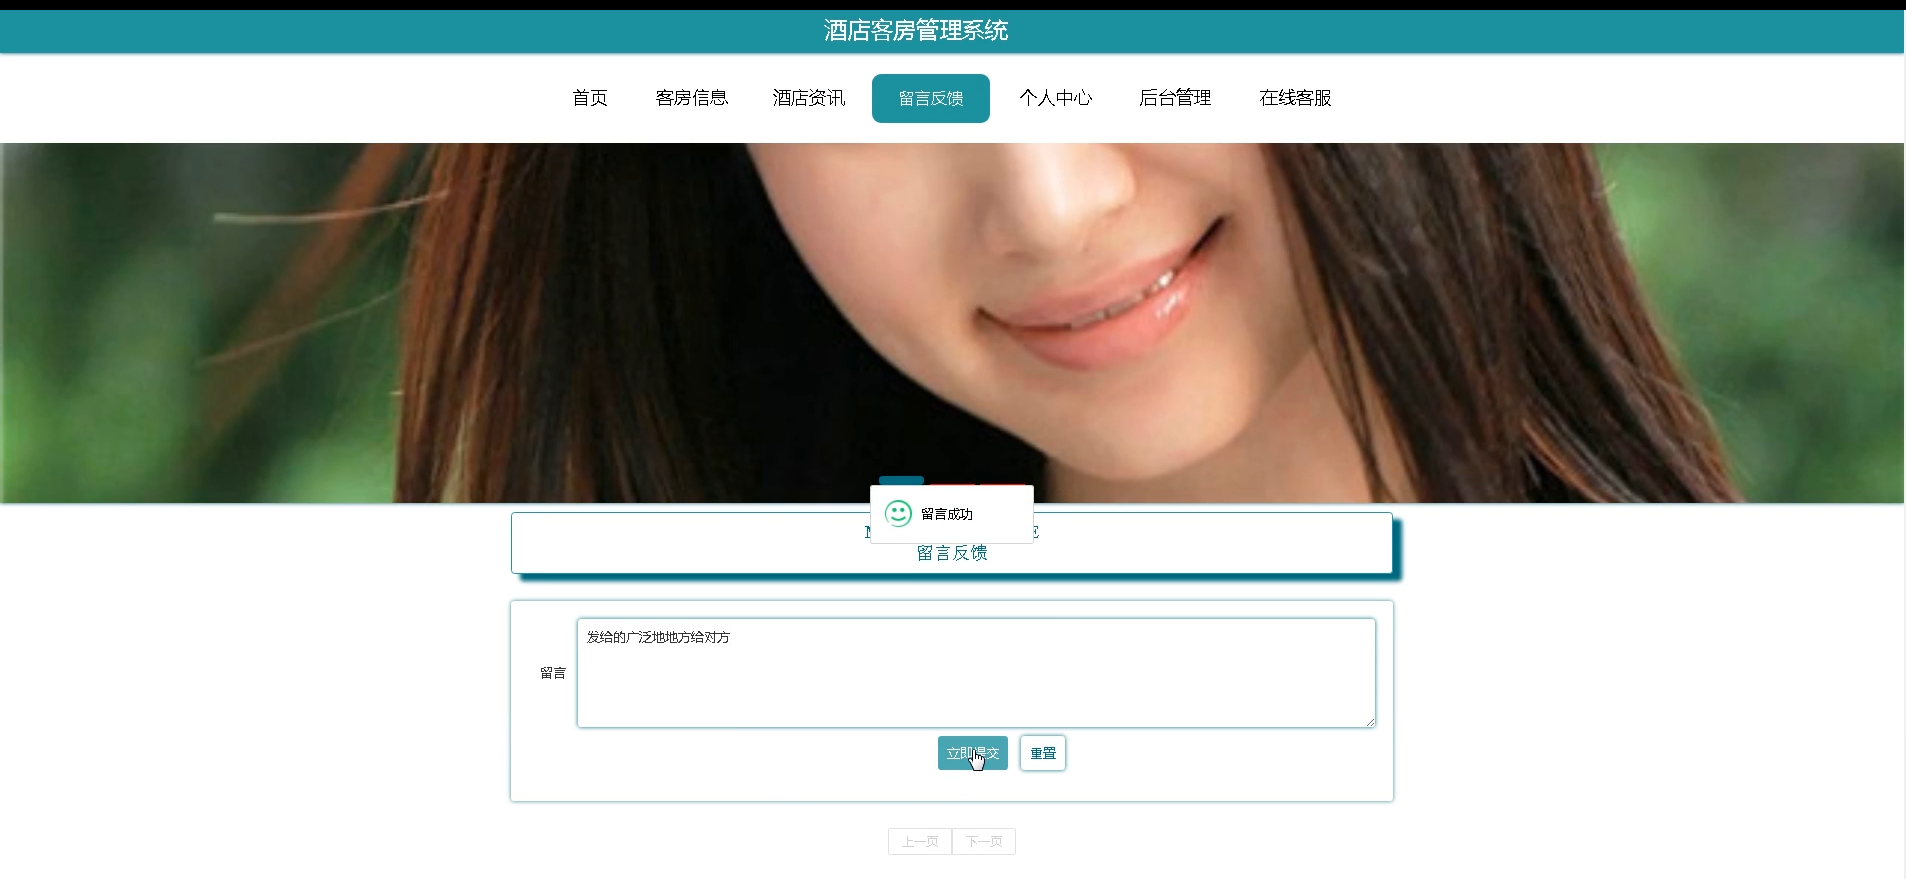 酒店客房管理系统
首页 客房信息 酒店资讯 留言反馈 个人中心 后台管理 在线客服
留言成功
留言反馈
发给的广泛地地方给对方
留言
立即提交 重置
上一页 下一页